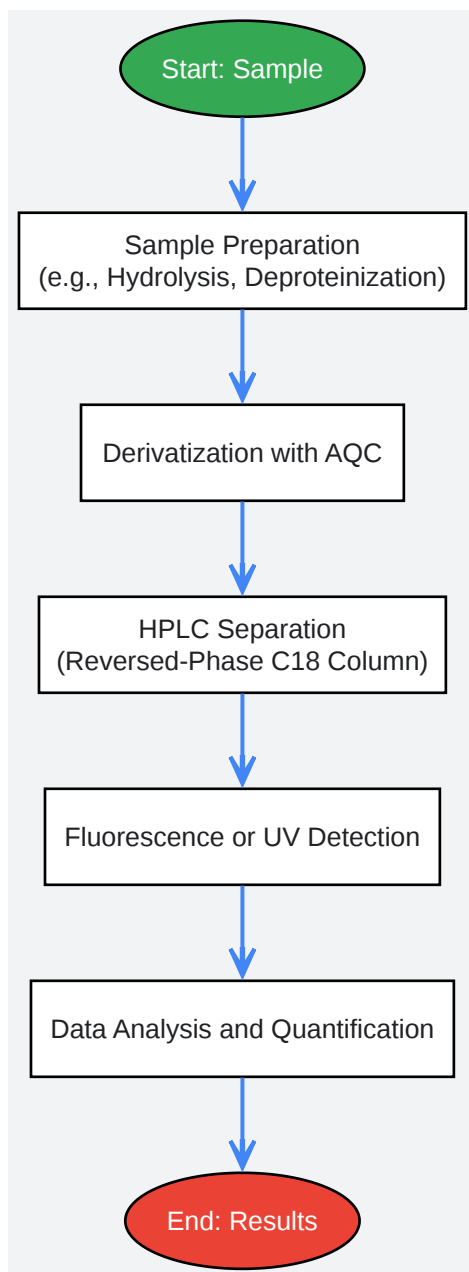 Start: Sample
Sample Preparation
(e.g., Hydrolysis, Deproteinization)
Derivatization with AQC
HPLC Separation
(Reversed-Phase C18 Column)
Fluorescence or UV Detection
Data Analysis and Quantification
End: Results